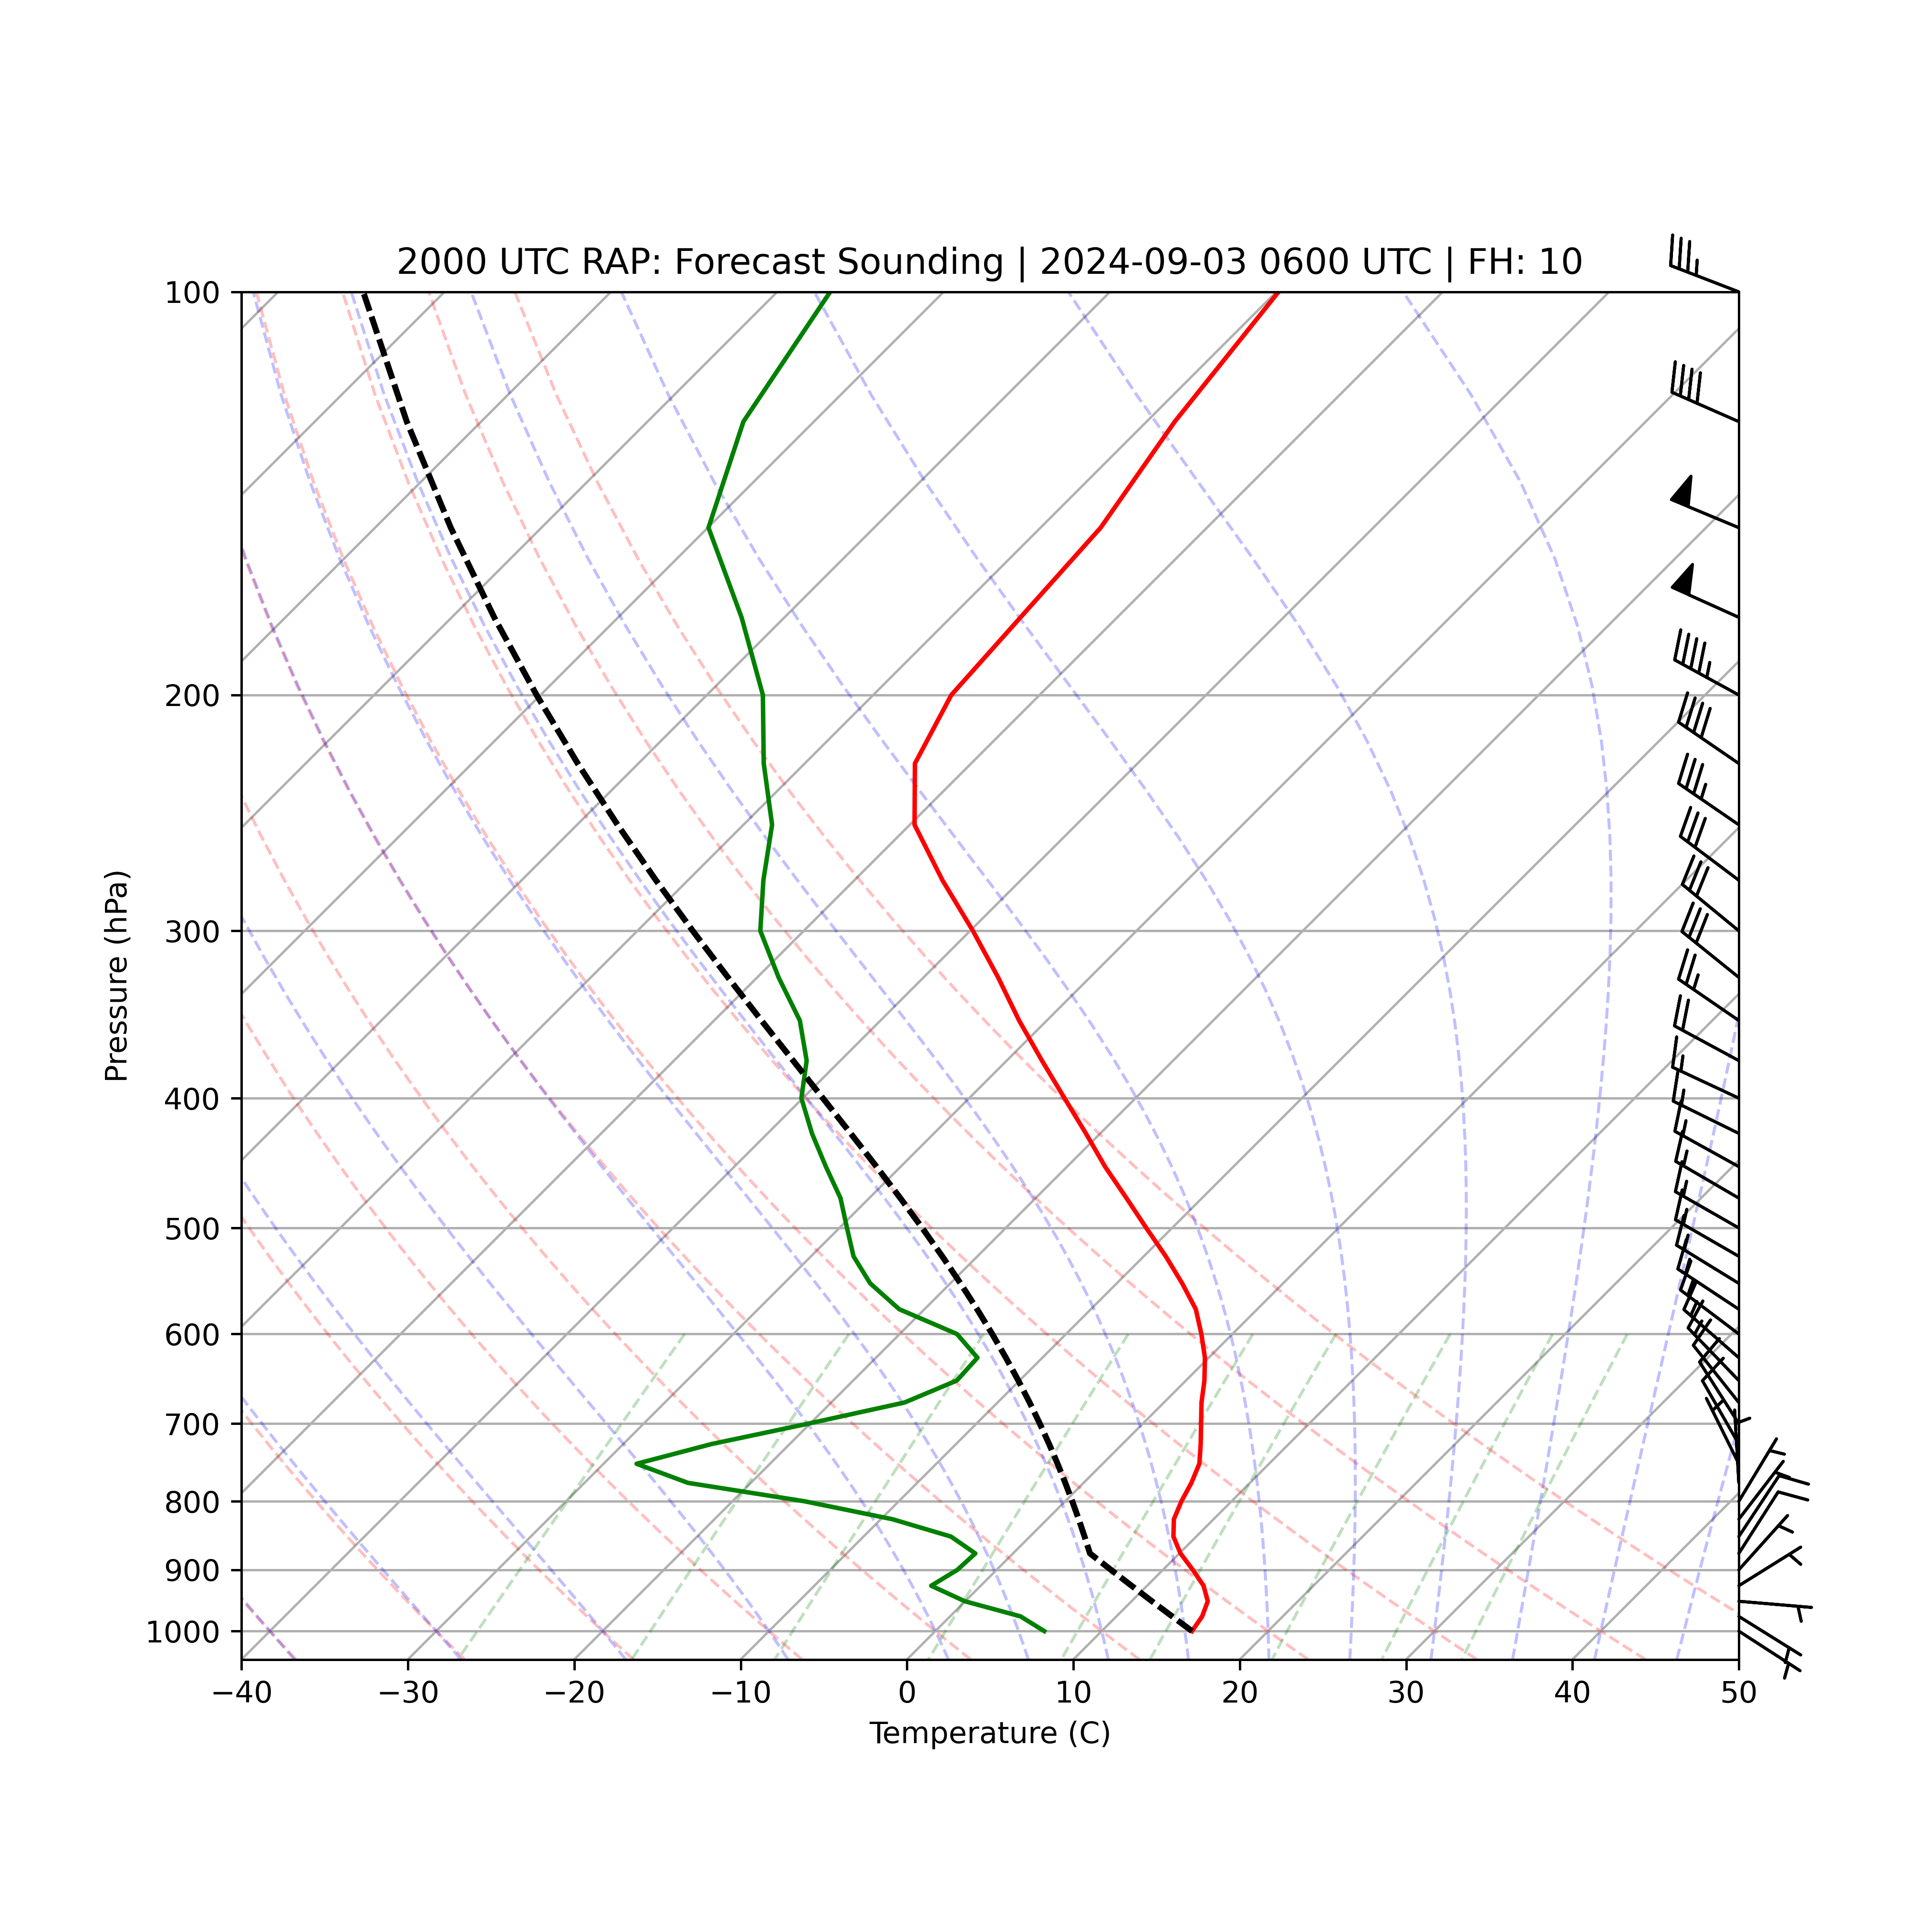 2000 UTC RAP: Forecast Sounding | 2024-09-03 0600 UTC | FH: 10
100
200
300
400
500
600
700
800
900
1000
Pressure (hPa)
−40 −30 −20 −10 0 10 20 30 40 50
Temperature (C)